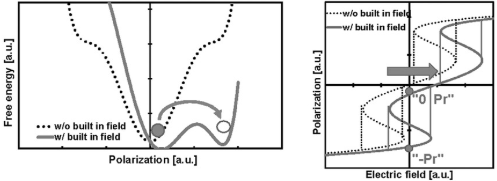 Free energy [a.u.]
w/o built in field
w/ built in field
Polarization [a.u.]
w/o built in field
w/ built in field
Polarization [a.u.]
"0 Pr"
"-Pr"
Electric field [a.u.]